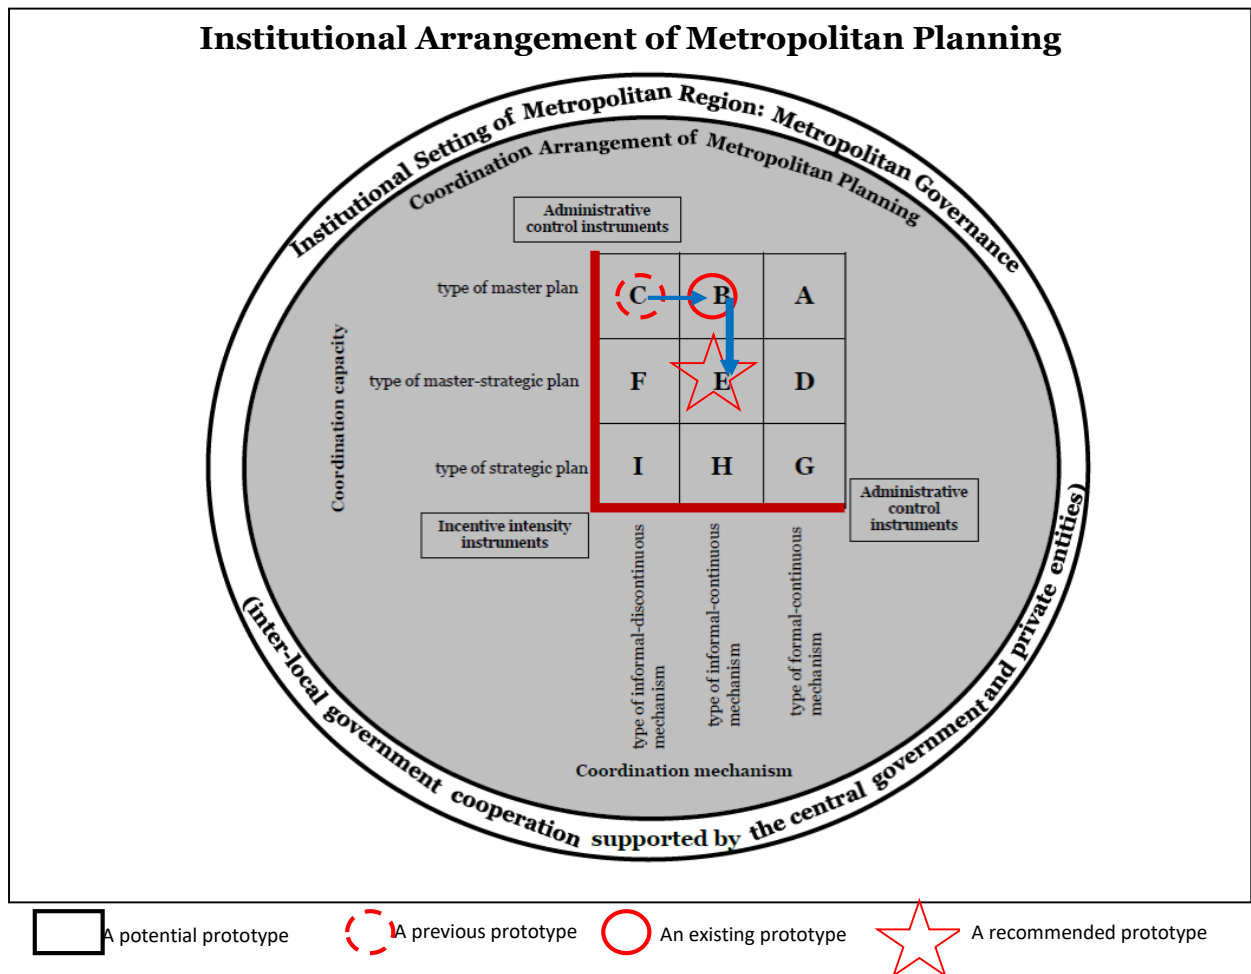 Institutional Arrangement of Metropolitan Planning
Institutional Setting of Metropolitan Region: Metropolitan Governance
Coordination Arrangement of Metropolitan Planning
Administrative
control instruments
type of master plan
C
B
A
Coordination capacity
type of master-strategic plan
F
E
D
type of strategic plan
I
H
G
Administrative
control
instruments
Incentive intensity
instruments
type of informal-discontinuous
mechanism
type of informal-continuous
mechanism
type of formal-continuous
mechanism
Coordination mechanism
(inter-local government cooperation supported by the central government and private entities)
A potential prototype
A previous prototype
An existing prototype
A recommended prototype